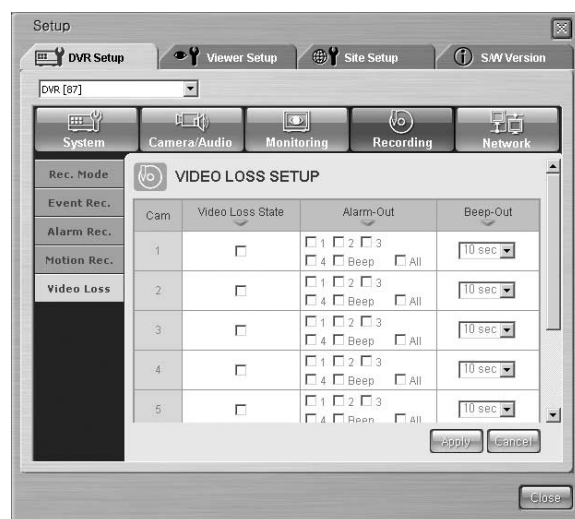 Setup
DVR Setup Viewer Setup Site Setup S/W Version
DVR [87]
System Camera/Audio Monitoring Recording Network
Rec. Mode
Event Rec.
Alarm Rec.
Motion Rec.
Video Loss
VIDEO LOSS SETUP
Cam Video Loss State Alarm-Out Beep-Out
1 1 2 3 10 sec
4 Beep All
2 1 2 3 10 sec
4 Beep All
3 1 2 3 10 sec
4 Beep All
4 1 2 3 10 sec
4 Beep All
5 1 2 3 10 sec
4 Beep All
Apply Cancel
Close